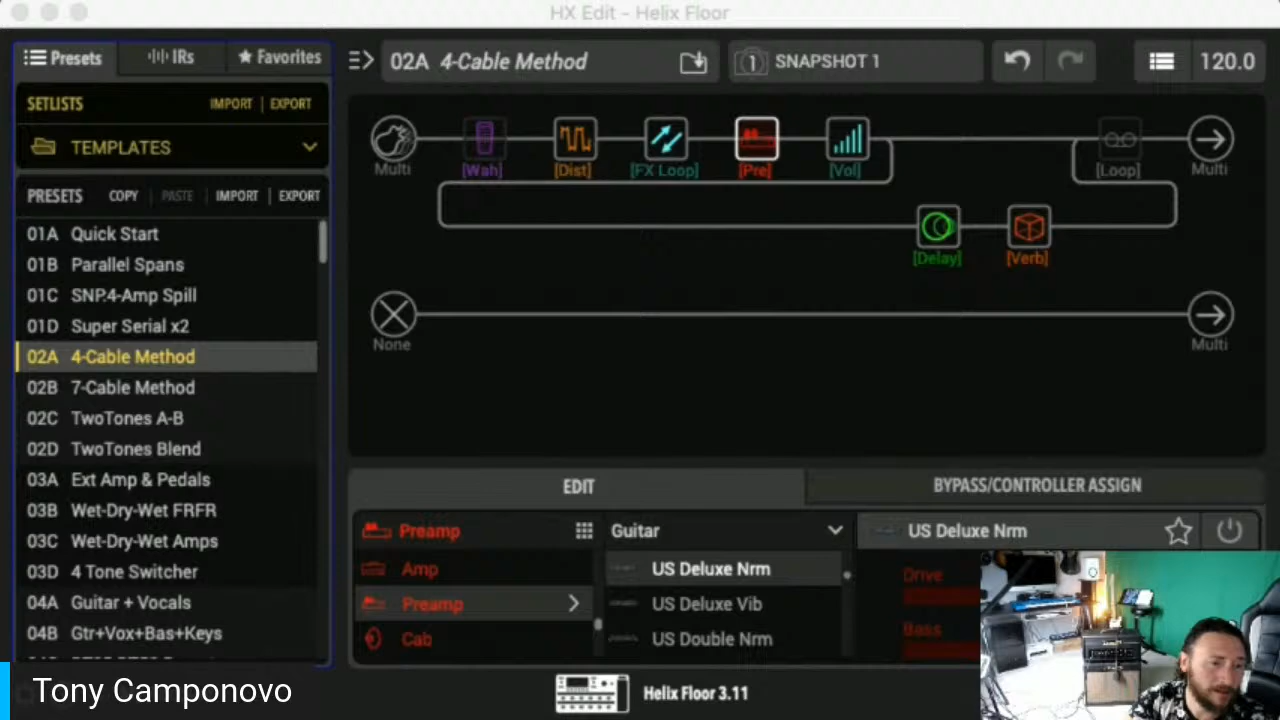 HX Edit - Helix Floor
Presets
IRs
Favorites
02A 4-Cable Method
1 SNAPSHOT 1
120.0
SETLISTS
IMPORT | EXPORT
TEMPLATES
PRESETS
COPY | PASTE | IMPORT | EXPORT
01A Quick Start
01B Parallel Spans
01C SNP:4-Amp Spill
01D Super Serial x2
02A 4-Cable Method
02B 7-Cable Method
02C TwoTones A-B
02D TwoTones Blend
03A Ext Amp & Pedals
03B Wet-Dry-Wet FRFR
03C Wet-Dry-Wet Amps
03D 4 Tone Switcher
04A Guitar + Vocals
04B Gtr+Vox+Bas+Keys
Multi
[Wah]
[Dist]
[FX Loop]
[Pre]
[Vol]
[Loop]
Multi
[Delay]
[Verb]
None
Multi
EDIT
BYPASS/CONTROLLER ASSIGN
Preamp
Guitar
US Deluxe Nrm
Amp
US Deluxe Nrm
Drive
Preamp
US Deluxe Vib
Bass
Cab
US Double Nrm
Helix Floor 3.11
Tony Camponovo